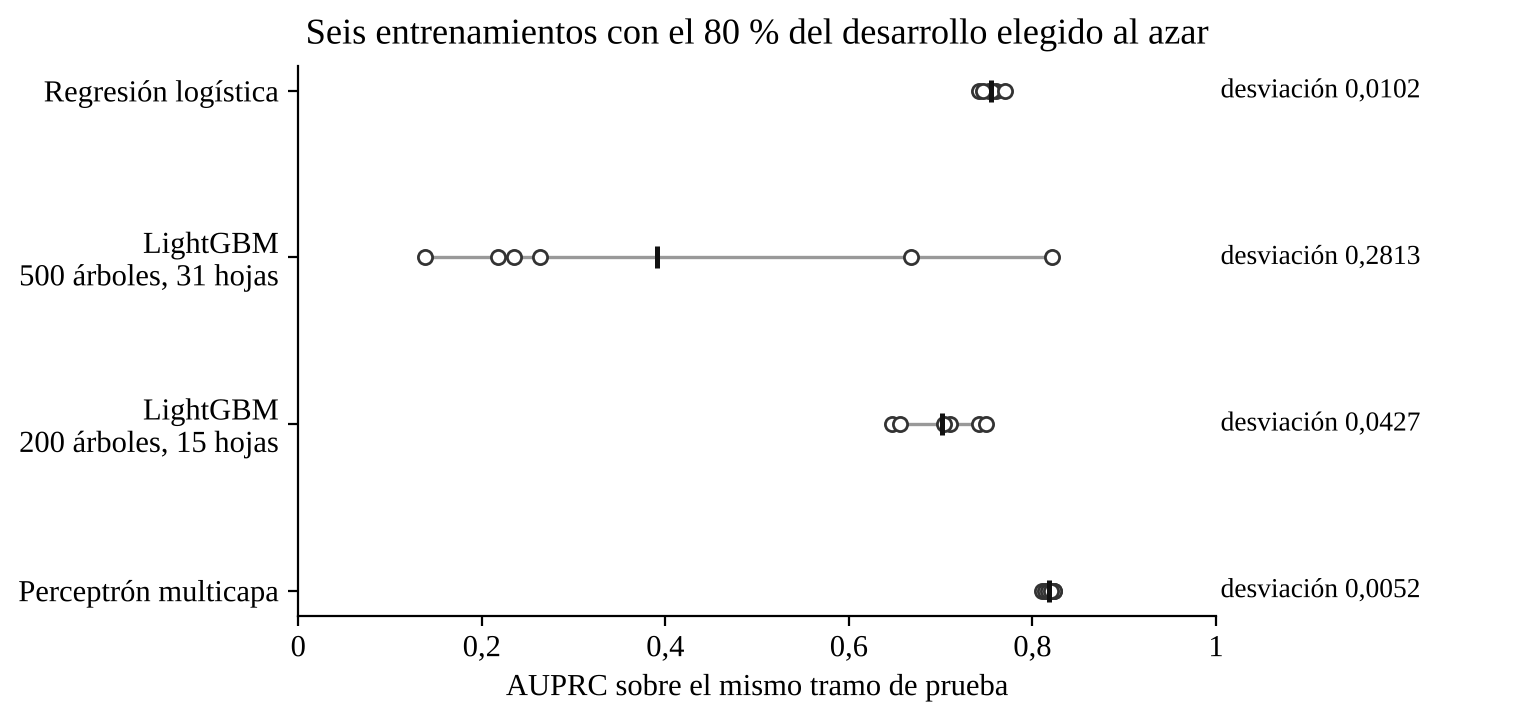 Seis entrenamientos con el 80 % del desarrollo elegido al azar
Regresión logística
desviación 0,0102
LightGBM
500 árboles, 31 hojas
desviación 0,2813
LightGBM
200 árboles, 15 hojas
desviación 0,0427
Perceptrón multicapa
desviación 0,0052
0
0,2
0,4
0,6
0,8
1
AUPRC sobre el mismo tramo de prueba